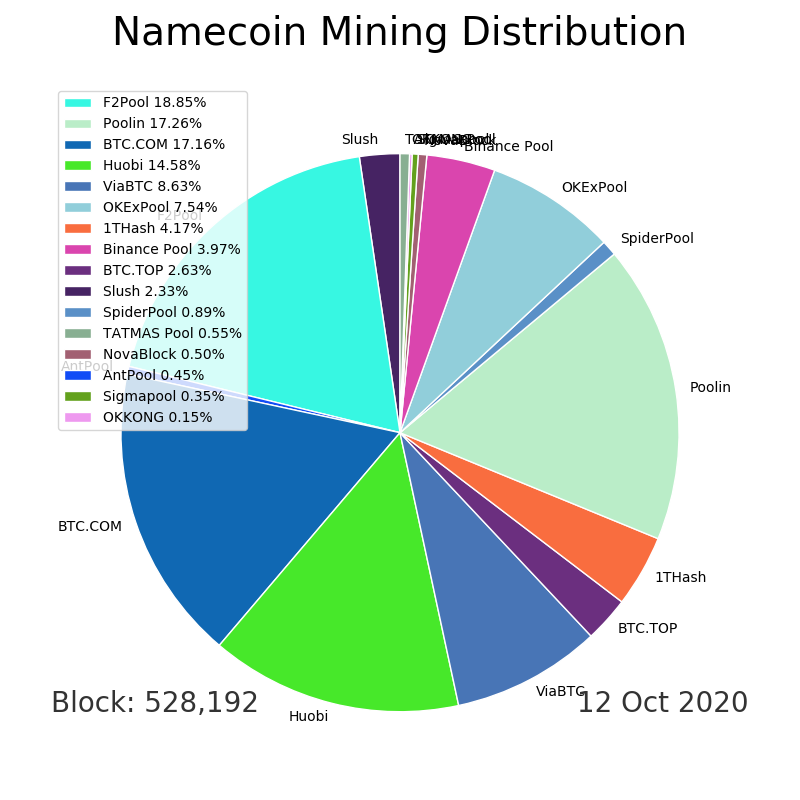 Namecoin Mining Distribution
F2Pool 18.85%
Poolin 17.26%
BTC.COM 17.16%
Huobi 14.58%
ViaBTC 8.63%
OKExPool 7.54%
1THash 4.17%
Binance Pool 3.97%
BTC.TOP 2.63%
Slush 2.33%
SpiderPool 0.89%
TATMAS Pool 0.55%
NovaBlock 0.50%
AntPool 0.45%
Sigmapool 0.35%
OKKONG 0.15%
Slush
Binance Pool
OKExPool
SpiderPool
F2Pool
AntPool
Poolin
BTC.COM
1THash
BTC.TOP
ViaBTC
Huobi
Block: 528,192
12 Oct 2020